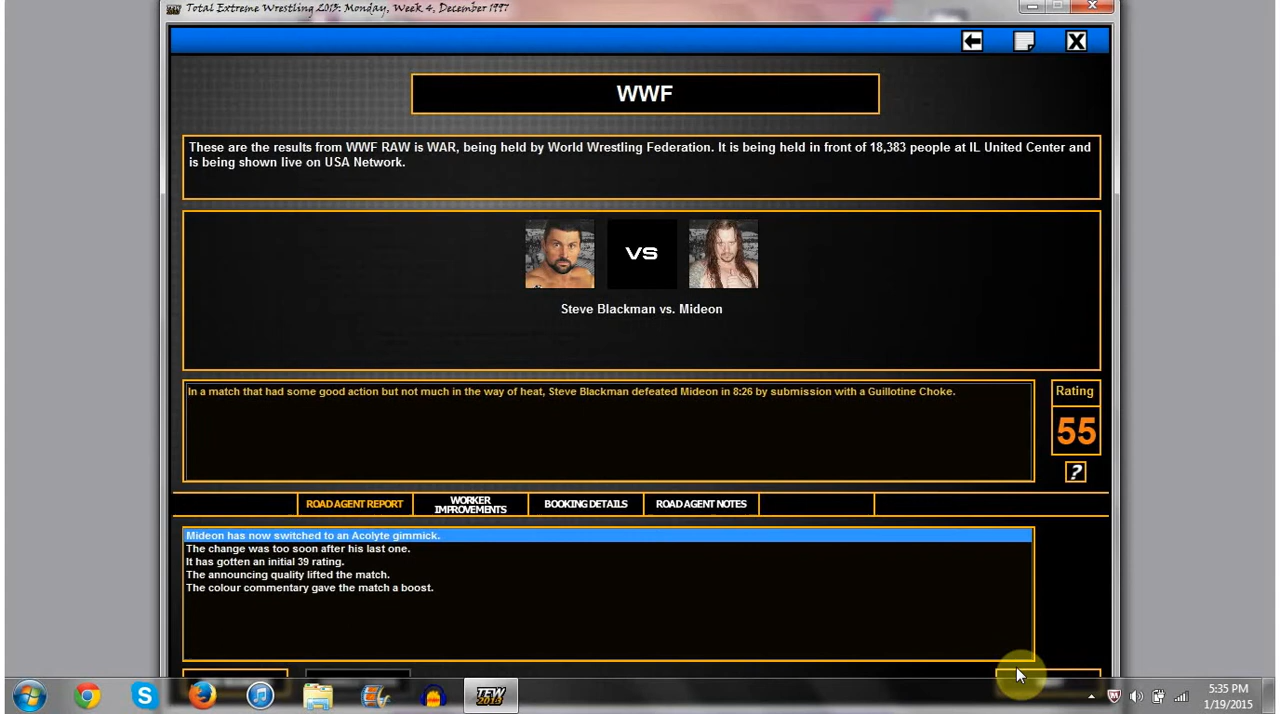 Total Extreme Wrestling 2013: Monday, Week 4, December 1997
WWF
These are the results from WWF RAW is WAR, being held by World Wrestling Federation. It is being held in front of 18,383 people at IL United Center and
is being shown live on USA Network.
VS
Steve Blackman vs. Mideon
In a match that had some good action but not much in the way of heat, Steve Blackman defeated Mideon in 8:26 by submission with a Guillotine Choke.
Rating
55
?
ROAD AGENT REPORT
WORKER
IMPROVEMENTS
BOOKING DETAILS
ROAD AGENT NOTES
Mideon has now switched to an Acolyte gimmick.
The change was too soon after his last one.
It has gotten an initial 39 rating.
The announcing quality lifted the match.
The colour commentary gave the match a boost.
TEW
2013
5:35 PM
1/19/2015